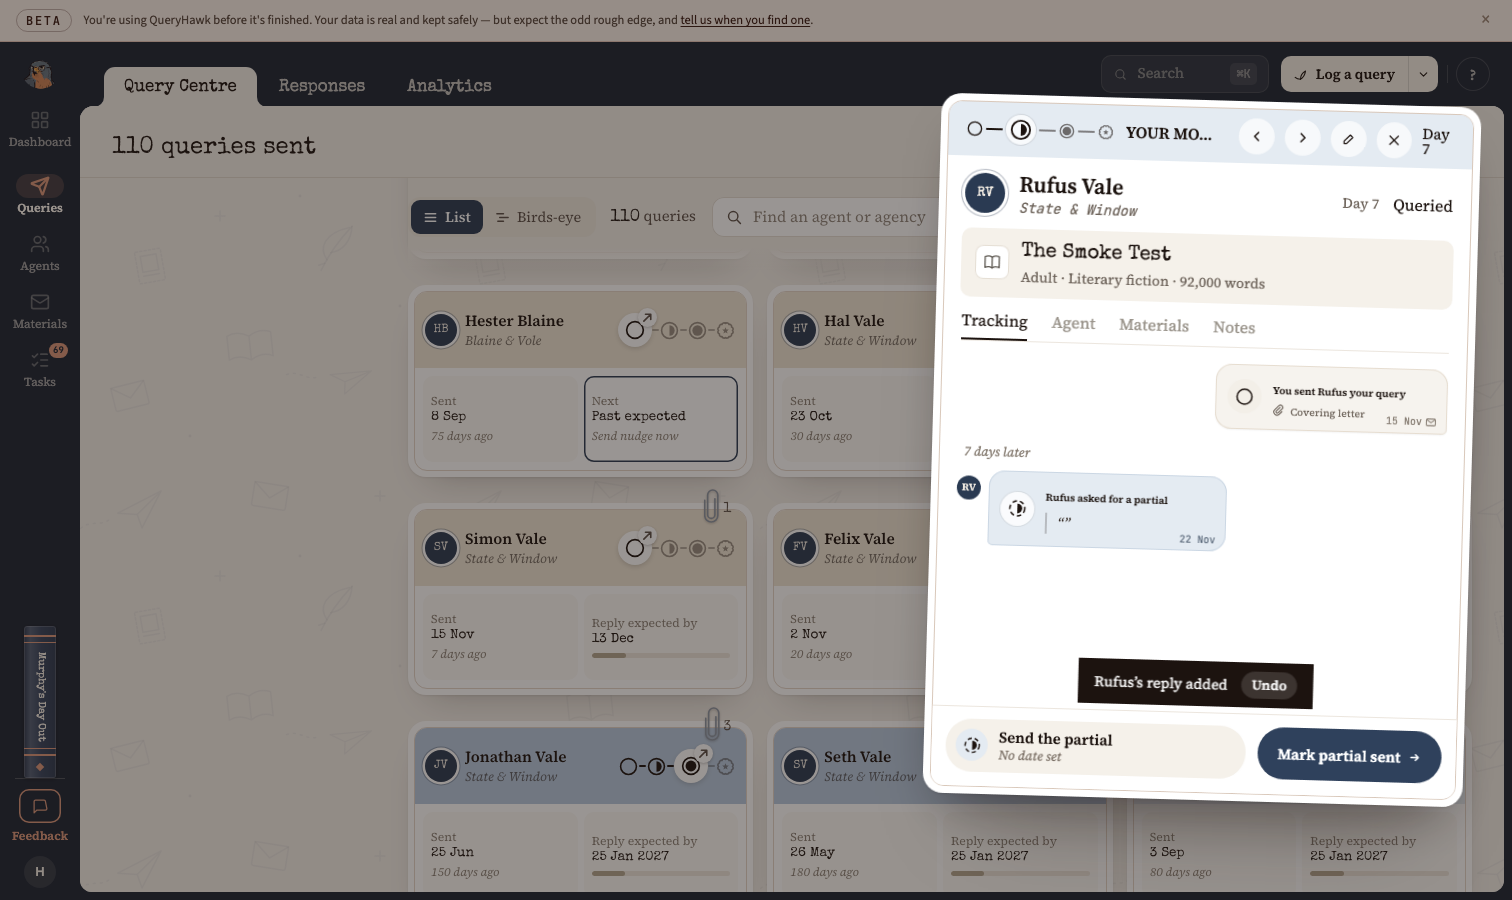 BETA You're using QueryHawk before it's finished. Your data is real and kept safely — but expect the odd rough edge, and tell us when you find one.
Query Centre
Responses
Analytics
Search ⌘K
Log a query
?
Dashboard
Queries
Agents
Materials
69
Tasks
Murphy's Day Out
Feedback
H
110 queries sent
List
Birds-eye
110 queries
Find an agent or agency
HB
Hester Blaine
Blaine & Vole
Sent
8 Sep
75 days ago
Next
Past expected
Send nudge now
HV
Hal Vale
State & Window
Sent
23 Oct
30 days ago
1
SV
Simon Vale
State & Window
Sent
15 Nov
7 days ago
Reply expected by
13 Dec
FV
Felix Vale
State & Window
Sent
2 Nov
20 days ago
3
JV
Jonathan Vale
State & Window
Sent
25 Jun
150 days ago
Reply expected by
25 Jan 2027
SV
Seth Vale
State & Window
Sent
26 May
180 days ago
Reply expected by
25 Jan 2027
Sent
3 Sep
80 days ago
Reply expected by
25 Jan 2027
YOUR MO...
Day
7
RV
Rufus Vale
State & Window
Day 7 Queried
The Smoke Test
Adult · Literary fiction · 92,000 words
Tracking
Agent
Materials
Notes
You sent Rufus your query
Covering letter
15 Nov
7 days later
RV
Rufus asked for a partial
“”
22 Nov
Rufus’s reply added
Undo
Send the partial
No date set
Mark partial sent →